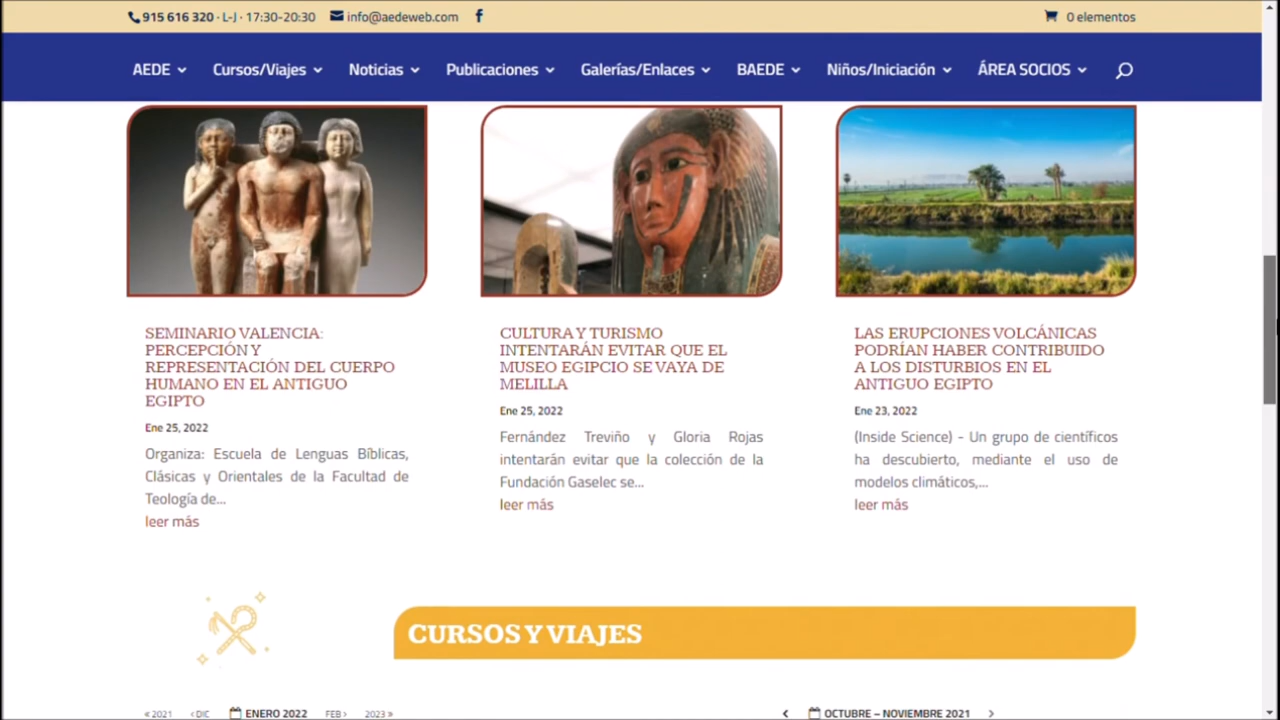 915 616 320 · L-J · 17:30-20:30 info@aedeweb.com 0 elementos
AEDE Cursos/Viajes Noticias Publicaciones Galerías/Enlaces BAEDE Niños/Iniciación ÁREA SOCIOS
SEMINARIO VALENCIA:
PERCEPCIÓN Y
REPRESENTACIÓN DEL CUERPO
HUMANO EN EL ANTIGUO
EGIPTO
Ene 25, 2022
Organiza: Escuela de Lenguas Bíblicas,
Clásicas y Orientales de la Facultad de
Teología de...
leer más
CULTURA Y TURISMO
INTENTARÁN EVITAR QUE EL
MUSEO EGIPCIO SE VAYA DE
MELILLA
Ene 25, 2022
Fernández Treviño y Gloria Rojas
intentarán evitar que la colección de la
Fundación Gaselec se...
leer más
LAS ERUPCIONES VOLCÁNICAS
PODRÍAN HABER CONTRIBUIDO
A LOS DISTURBIOS EN EL
ANTIGUO EGIPTO
Ene 23, 2022
(Inside Science) - Un grupo de científicos
ha descubierto, mediante el uso de
modelos climáticos,...
leer más
CURSOS Y VIAJES
« 2021 ‹ DIC ENERO 2022 FEB › 2023 »
‹ OCTUBRE – NOVIEMBRE 2021 ›